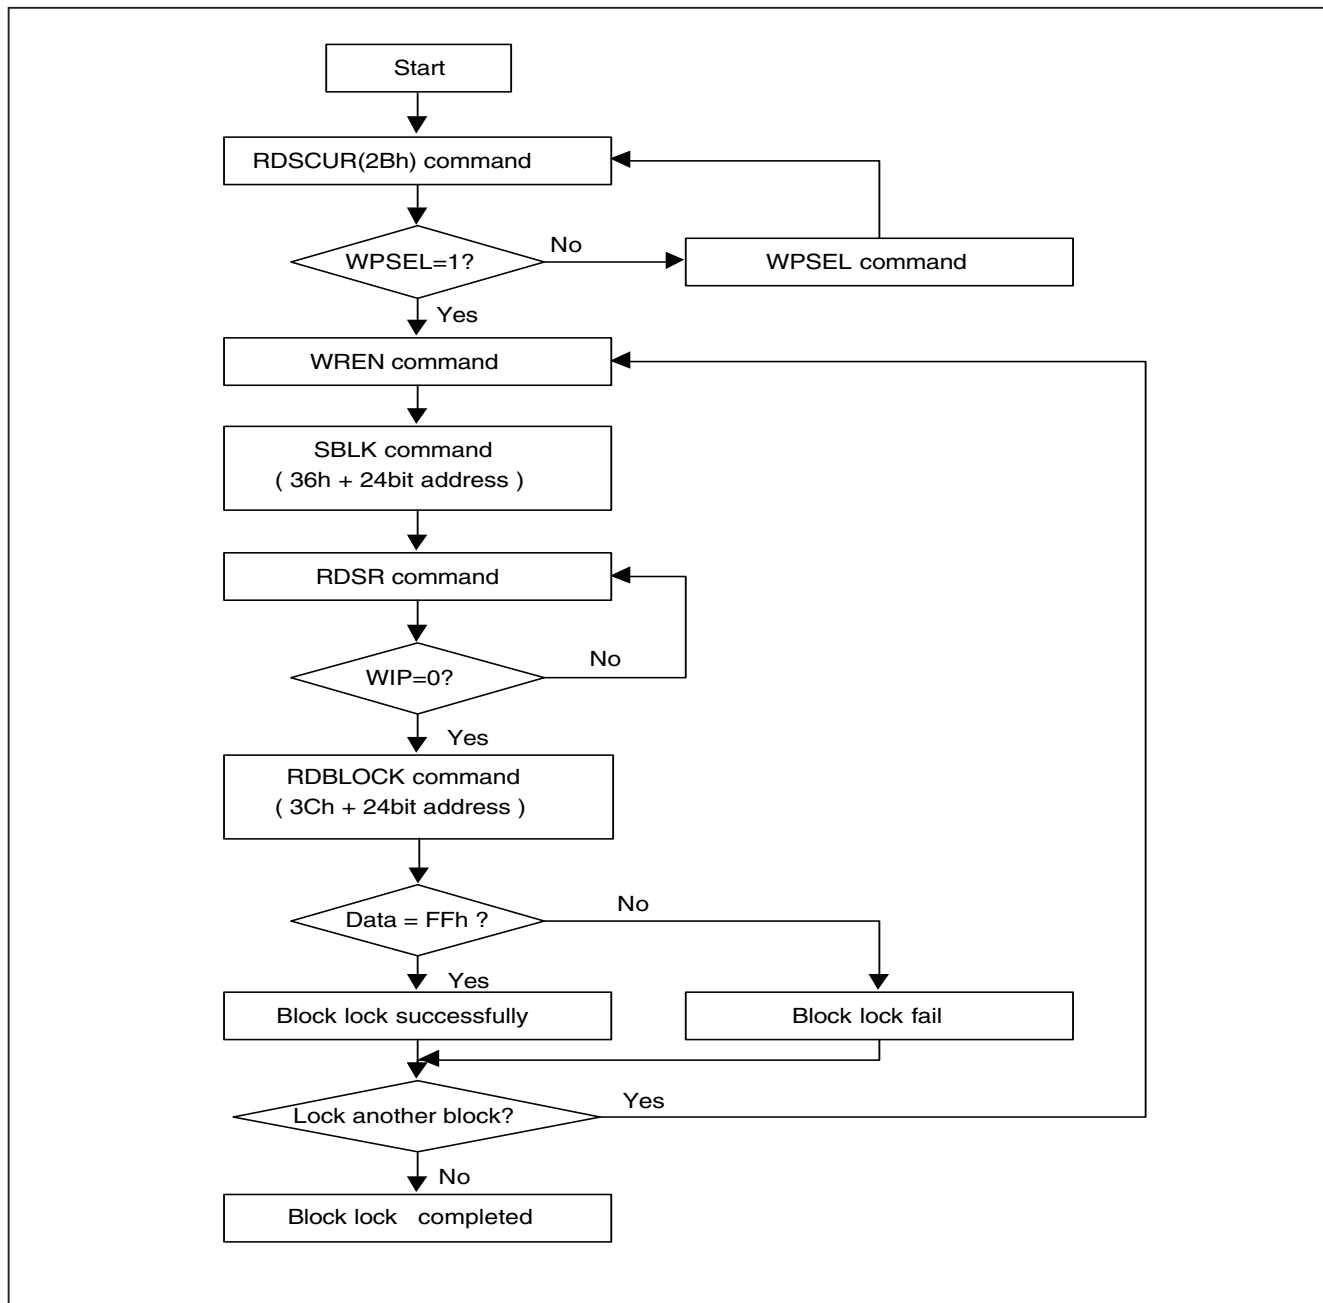 Start
RDSCUR(2Bh) command
WPSEL=1?
No
WPSEL command
Yes
WREN command
SBLK command
( 36h + 24bit address )
RDSR command
WIP=0?
No
Yes
RDBLOCK command
( 3Ch + 24bit address )
Data = FFh ?
No
Yes
Block lock successfully
Block lock fail
Lock another block?
Yes
No
Block lock completed